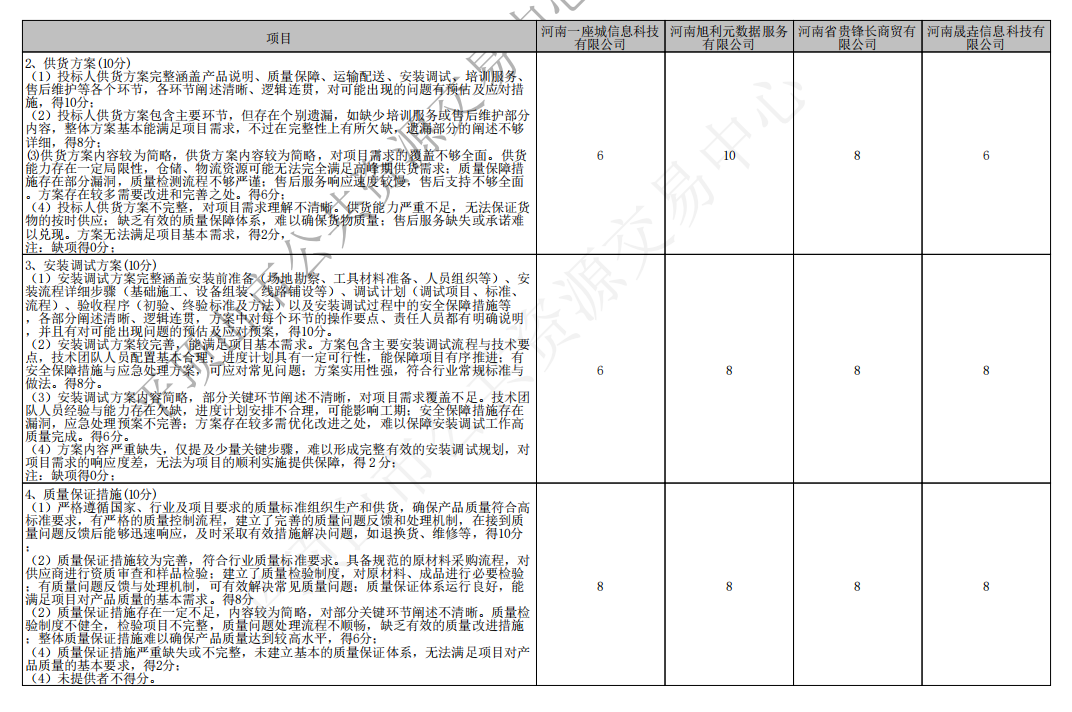 项目
河南一座城信息科技
有限公司
河南旭利元数据服务
有限公司
河南省贵锋长商贸有
限公司
河南晟垚信息科技有
限公司
2、供货方案(10分)
（1）投标人供货方案完整涵盖产品说明、质量保障、运输配送、安装调试、培训服务、
售后维护等各个环节，各环节阐述清晰、逻辑连贯，对可能出现的问题有预估及应对措
施，得10分；
（2）投标人供货方案包含主要环节，但存在个别遗漏，如缺少培训服务或售后维护部分
内容，整体方案基本能满足项目需求，不过在完整性上有所欠缺，遗漏部分的阐述不够
详细，得8分；
⑶供货方案内容较为简略，供货方案内容较为简略，对项目需求的覆盖不够全面。供货
能力存在一定局限性，仓储、物流资源可能无法完全满足高峰期供货需求；质量保障措
施存在部分漏洞，质量检测流程不够严谨；售后服务响应速度较慢，售后支持不够全面
。方案存在较多需要改进和完善之处。得6分；
（4）投标人供货方案不完整，对项目需求理解不清晰。供货能力严重不足，无法保证货
物的按时供应；缺乏有效的质量保障体系，难以确保货物质量；售后服务缺失或承诺难
以兑现。方案无法满足项目基本需求，得2分，
注：缺项得0分；
6
10
8
6
3、安装调试方案(10分)
（1）安装调试方案完整涵盖安装前准备（场地勘察、工具材料准备、人员组织等）、安
装流程详细步骤（基础施工、设备组装、线路铺设等）、调试计划（调试项目、标准、
流程）、验收程序（初验、终验标准及方法）以及安装调试过程中的安全保障措施等
，各部分阐述清晰、逻辑连贯，方案中对每个环节的操作要点、责任人员都有明确说明
，并且有对可能出现问题的预估及应对预案，得10分。
（2）安装调试方案较完善，能满足项目基本需求。方案包含主要安装调试流程与技术要
点，技术团队人员配置基本合理；进度计划具有一定可行性，能保障项目有序推进；有
安全保障措施与应急处理方案，可应对常见问题；方案实用性强，符合行业常规标准与
做法。得8分。
（3）安装调试方案内容简略，部分关键环节阐述不清晰，对项目需求覆盖不足。技术团
队人员经验与能力存在欠缺，进度计划安排不合理，可能影响工期；安全保障措施存在
漏洞，应急处理预案不完善；方案存在较多需优化改进之处，难以保障安装调试工作高
质量完成。得6分。
（4）方案内容严重缺失，仅提及少量关键步骤，难以形成完整有效的安装调试规划，对
项目需求的响应度差，无法为项目的顺利实施提供保障，得２分；
注：缺项得0分；
6
8
8
8
4、质量保证措施(10分)
（1）严格遵循国家、行业及项目要求的质量标准组织生产和供货，确保产品质量符合高
标准要求，有严格的质量控制流程，建立了完善的质量问题反馈和处理机制，在接到质
量问题反馈后能够迅速响应，及时采取有效措施解决问题，如退换货、维修等，得10分
；
（2）质量保证措施较为完善，符合行业质量标准要求。具备规范的原材料采购流程，对
供应商进行资质审查和样品检验；建立了质量检验制度，对原材料、成品进行必要检验
；有质量问题反馈与处理机制，可有效解决常见质量问题；质量保证体系运行良好，能
满足项目对产品质量的基本需求。得8分
（2）质量保证措施存在一定不足，内容较为简略，对部分关键环节阐述不清晰。质量检
验制度不健全，检验项目不完整，质量问题处理流程不顺畅，缺乏有效的质量改进措施
；整体质量保证措施难以确保产品质量达到较高水平，得6分；
（4）质量保证措施严重缺失或不完整，未建立基本的质量保证体系，无法满足项目对产
品质量的基本要求，得2分；
（4）未提供者不得分。
8
8
8
8
平顶山市公共资源交易中心